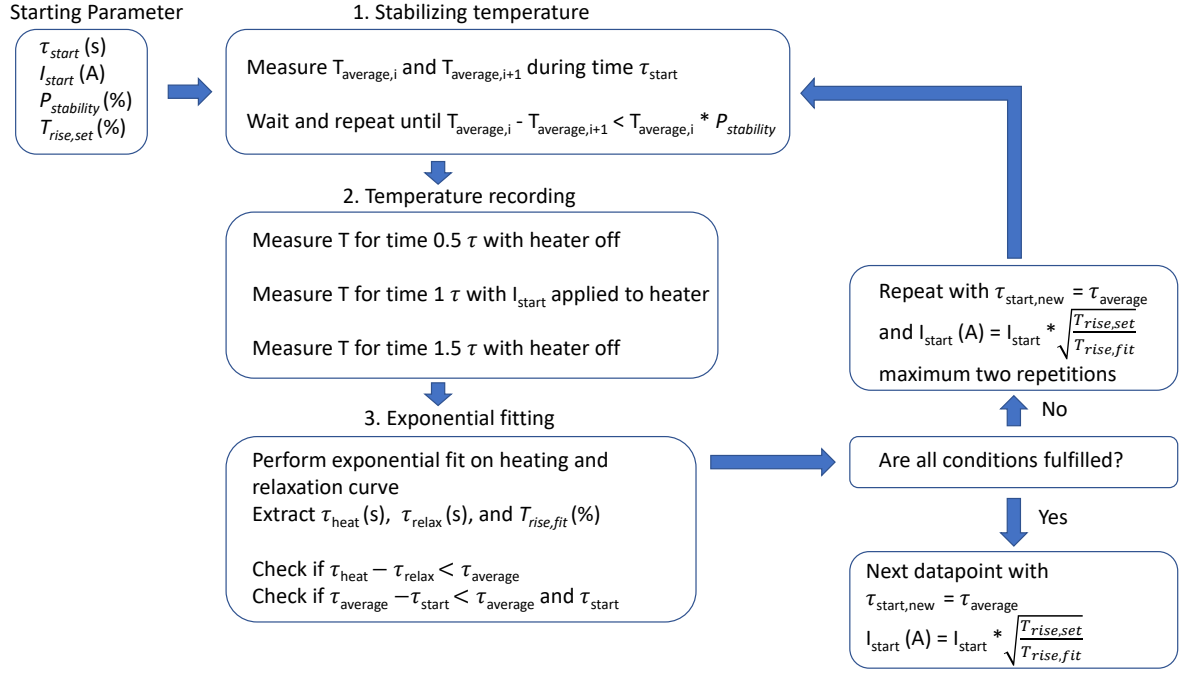 Starting Parameter
τstart (s)
Istart (A)
Pstability (%)
Trise,set (%)
1. Stabilizing temperature
Measure Taverage,i and Taverage,i+1 during time τstart
Wait and repeat until Taverage,i - Taverage,i+1 < Taverage,i * Pstability
2. Temperature recording
Measure T for time 0.5 τ with heater off
Measure T for time 1 τ with Istart applied to heater
Measure T for time 1.5 τ with heater off
3. Exponential fitting
Perform exponential fit on heating and
relaxation curve
Extract τheat (s), τrelax (s), and Trise,fit (%)
Check if τheat − τrelax < τaverage
Check if τaverage −τstart < τaverage and τstart
Are all conditions fulfilled?
No
Repeat with τstart,new = τaverage
and Istart (A) = Istart * √(Trise,set/Trise,fit)
maximum two repetitions
Yes
Next datapoint with
τstart,new = τaverage
Istart (A) = Istart * √(Trise,set/Trise,fit)